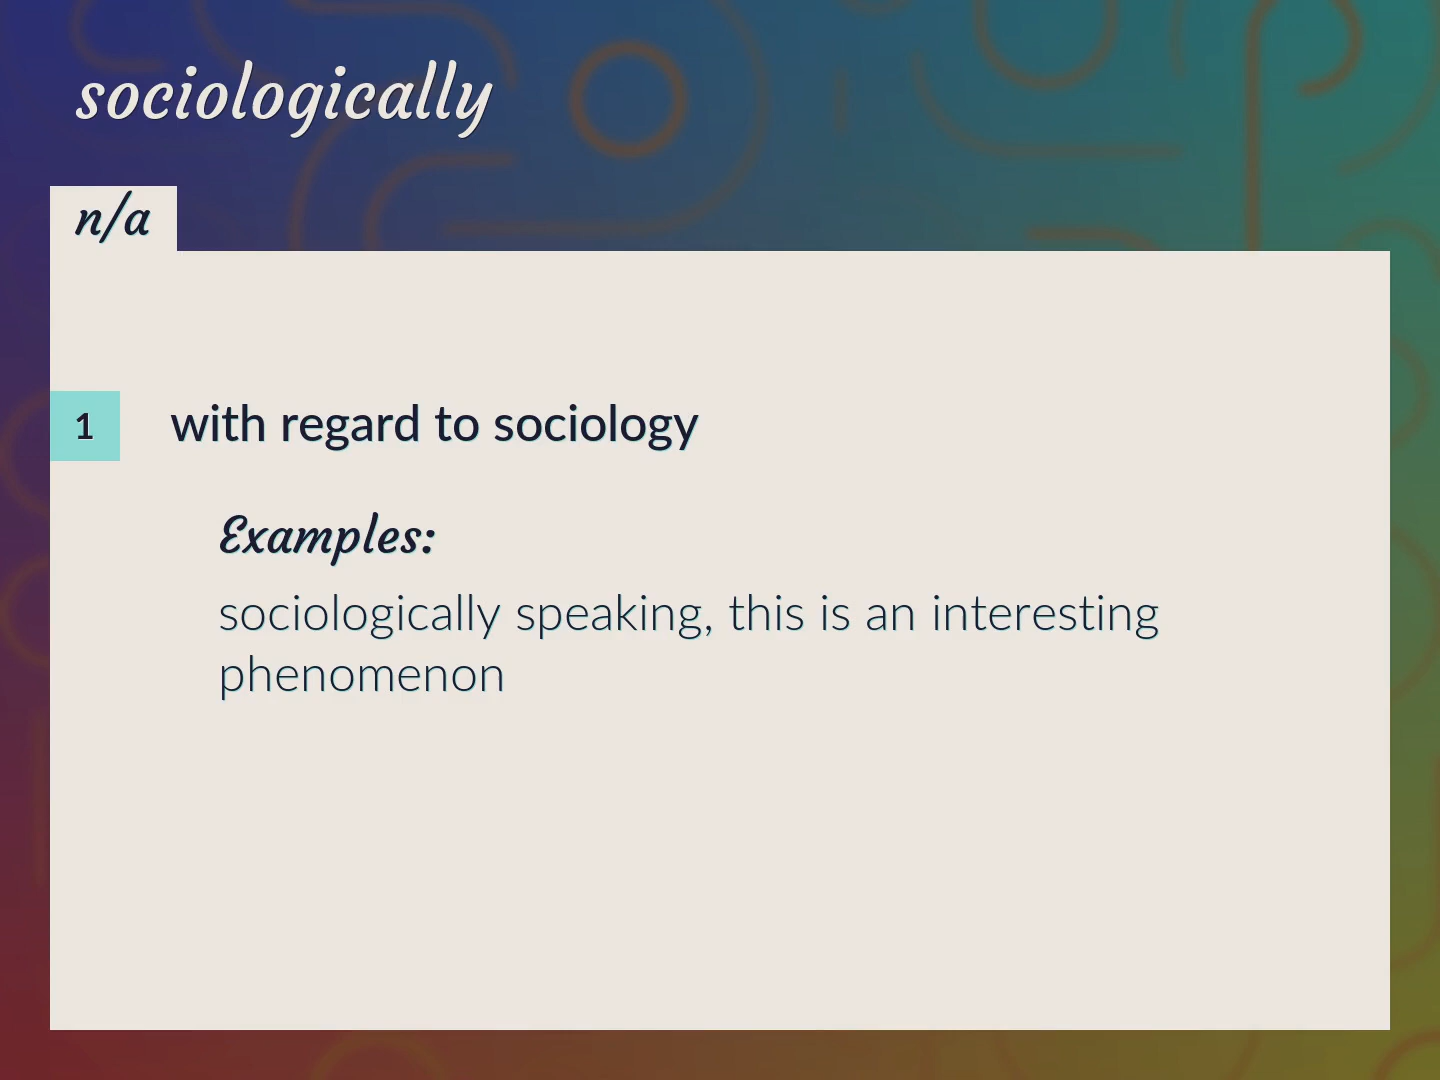 sociologically
n/a
1
with regard to sociology
Examples:
sociologically speaking, this is an interesting
phenomenon